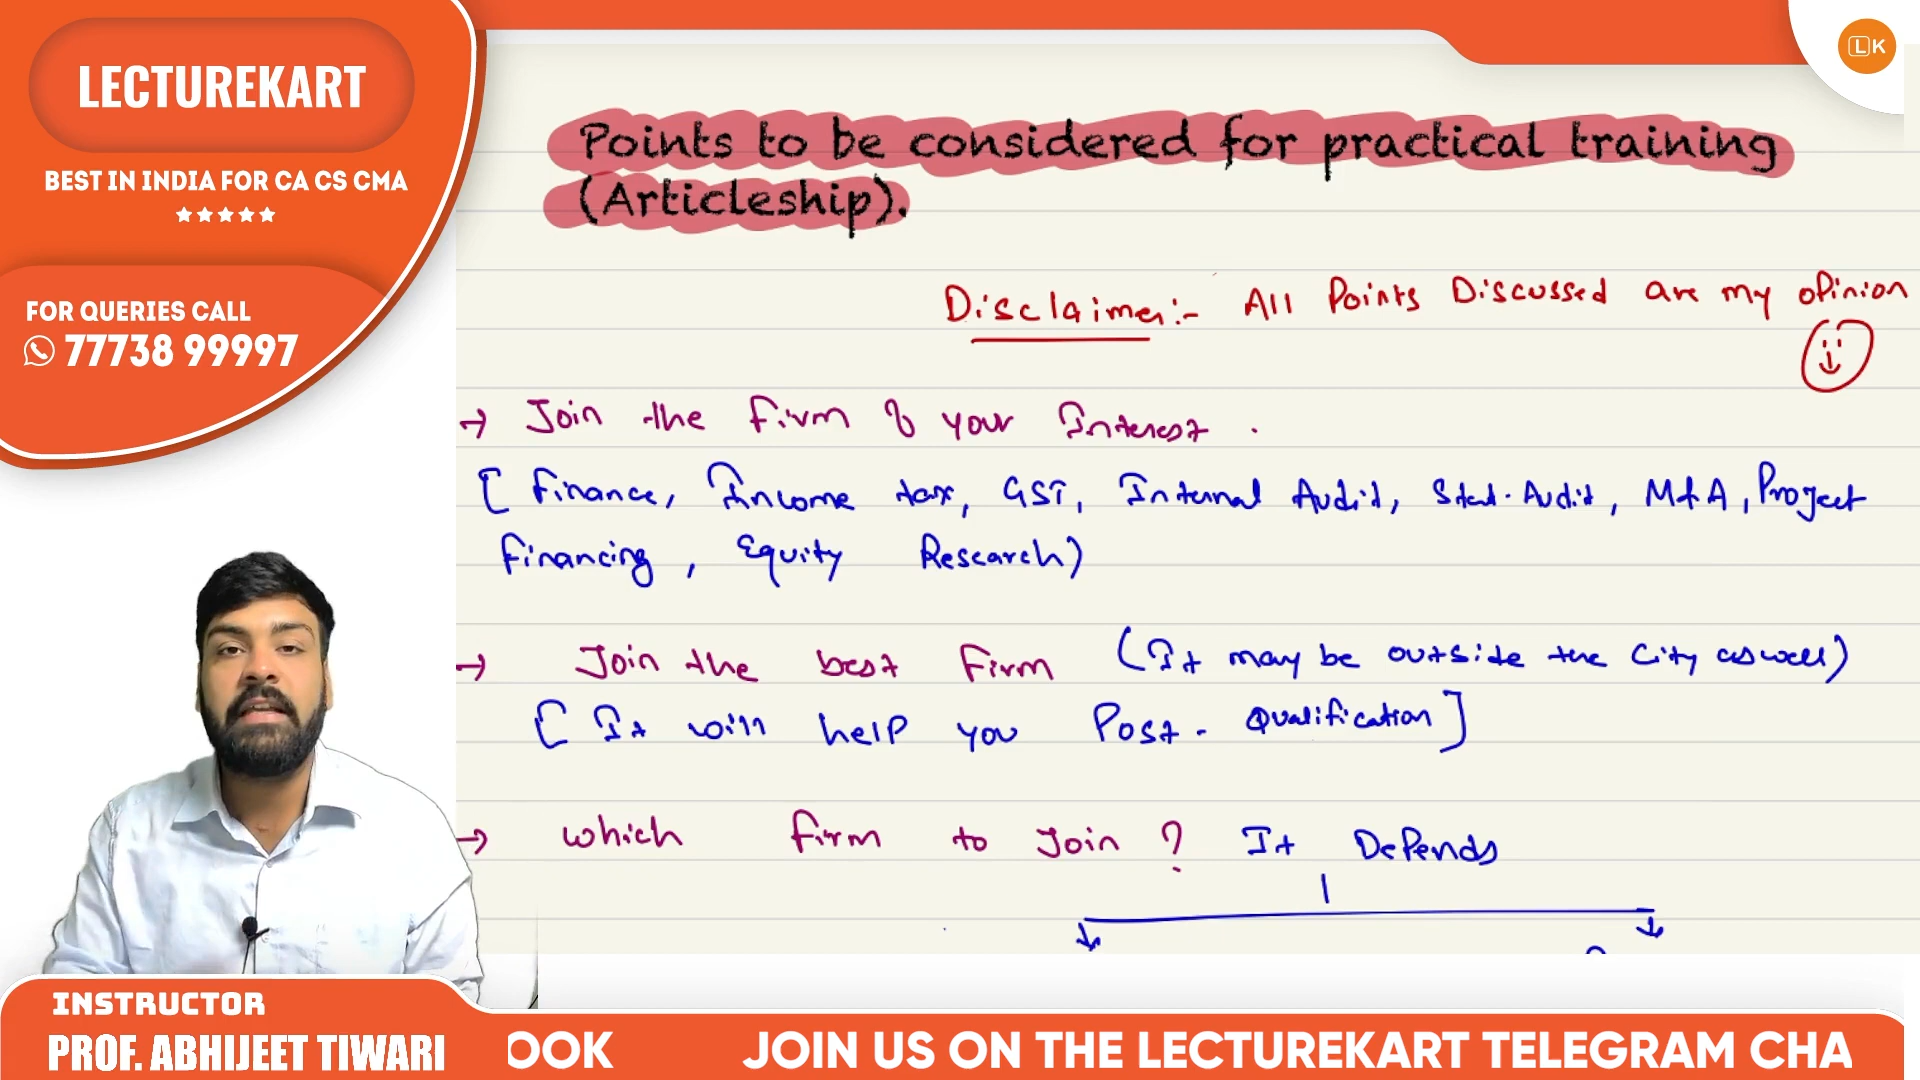 LECTUREKART
BEST IN INDIA FOR CA CS CMA
FOR QUERIES CALL
77738 99997
LK
Points to be considered for practical training
(Articleship).
Disclaimer:- All Points Discussed are my opinion
→ Join the firm of your Interest.
[ Finance, Income tax, GST, Internal Audit, Stat. Audit, M&A, Project
Financing, Equity Research)
→ Join the best Firm (It may be outside the city aswell)
[ It will help you Post - Qualification ]
→ which firm to Join ? It Depends
INSTRUCTOR
PROF. ABHIJEET TIWARI
OOK JOIN US ON THE LECTUREKART TELEGRAM CHA